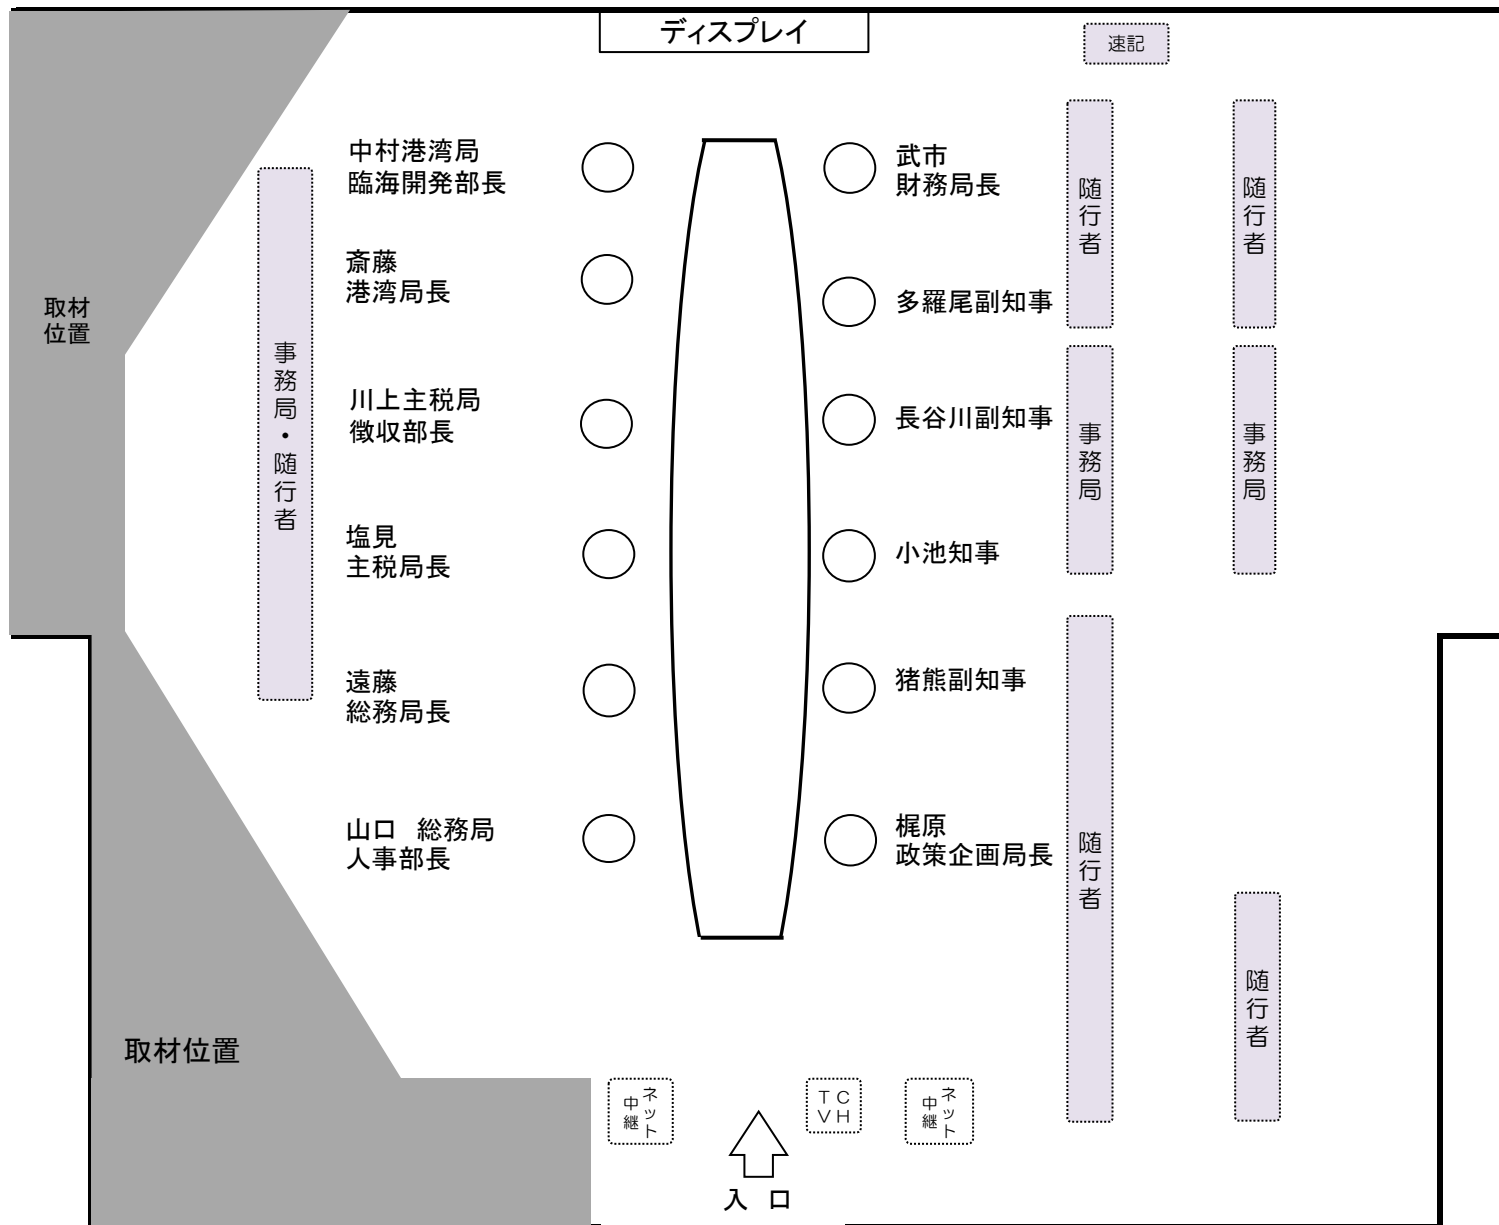 ディスプレイ
速記
中村港湾局
臨海開発部長
武市
財務局長
随行者
随行者
斎藤
港湾局長
多羅尾副知事
取材
位置
事務局・随行者
川上主税局
徴収部長
長谷川副知事
事務局
事務局
塩見
主税局長
小池知事
遠藤
総務局長
猪熊副知事
山口　総務局
人事部長
梶原
政策企画局長
随行者
随行者
取材位置
ネット
中継
CH
TV
ネット
中継
入　口